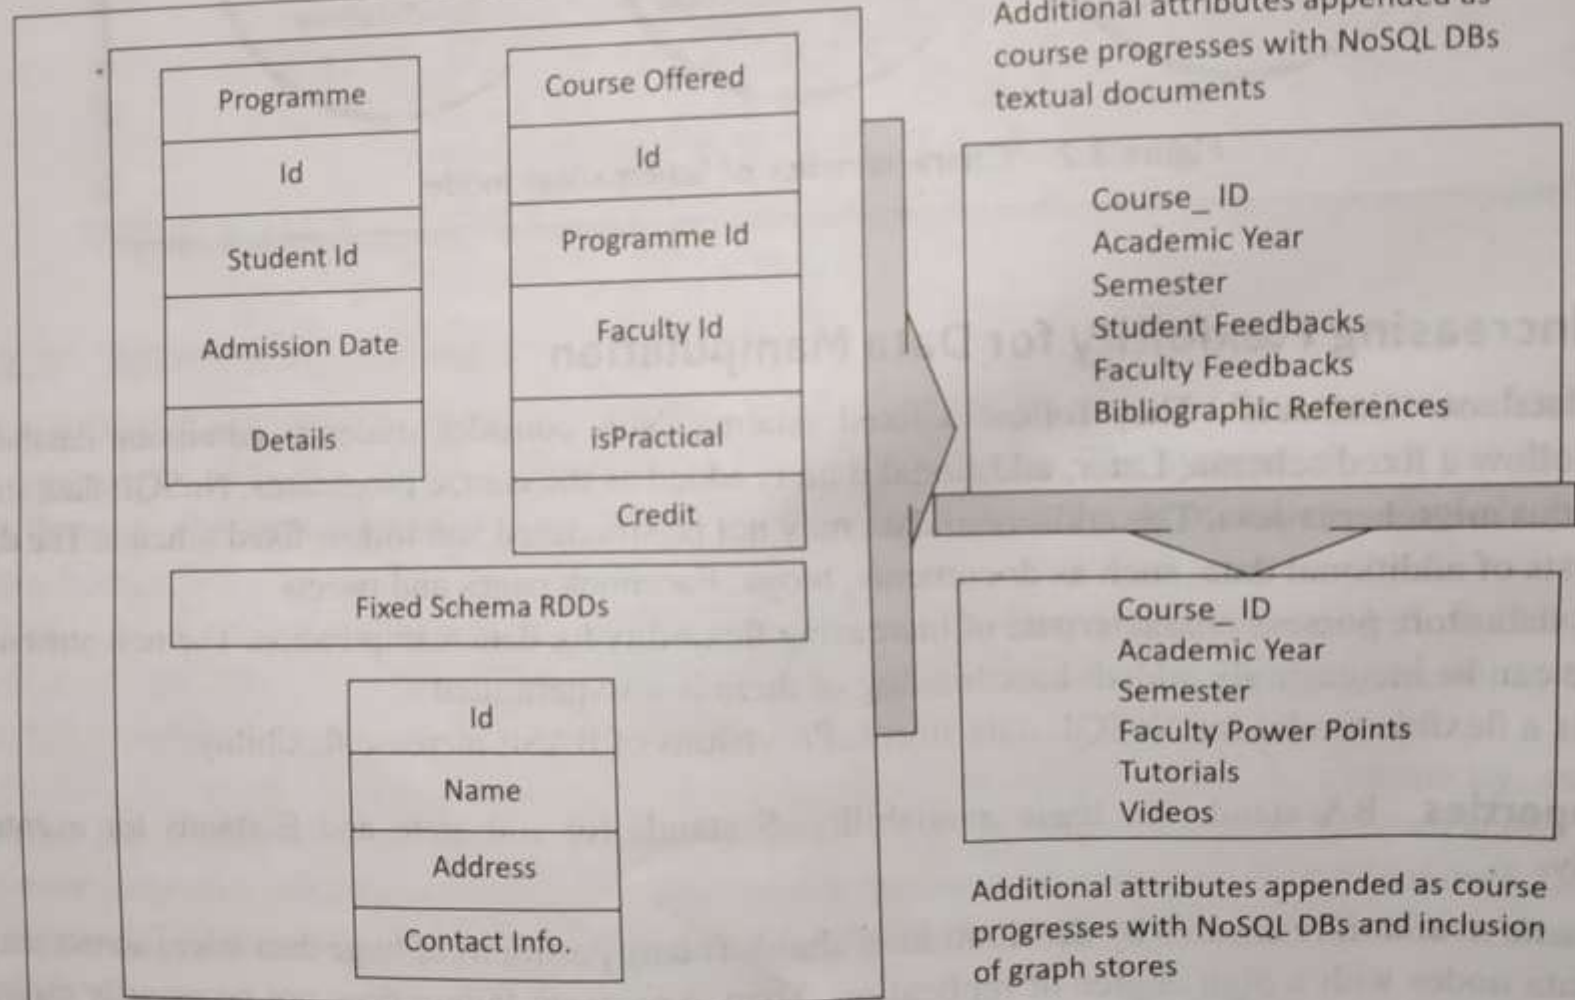 Programme
Id
Student Id
Admission Date
Details
Course Offered
Id
Programme Id
Faculty Id
isPractical
Credit
Fixed Schema RDDs
Id
Name
Address
Contact Info.
Additional attributes appended as
course progresses with NoSQL DBs
textual documents
Course_ ID
Academic Year
Semester
Student Feedbacks
Faculty Feedbacks
Bibliographic References
Course_ ID
Academic Year
Semester
Faculty Power Points
Tutorials
Videos
Additional attributes appended as course
progresses with NoSQL DBs and inclusion
of graph stores